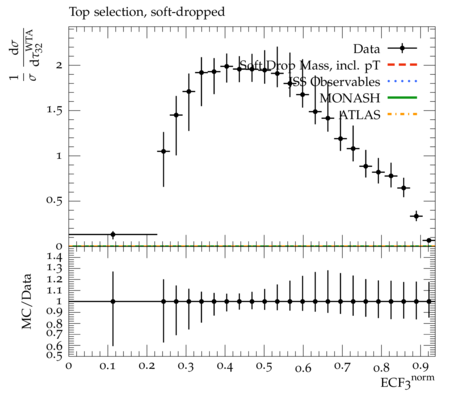 Top selection, soft-dropped
1/σ dσ/dτ₃₂^WTA
Data
Soft Drop Mass, incl. pT
JSS Observables
MONASH
ATLAS
2
1.5
1
0.5
0
MC/Data
1.4
1.3
1.2
1.1
1
0.9
0.8
0.7
0.6
0.5
0 0.1 0.2 0.3 0.4 0.5 0.6 0.7 0.8 0.9
ECF3^norm